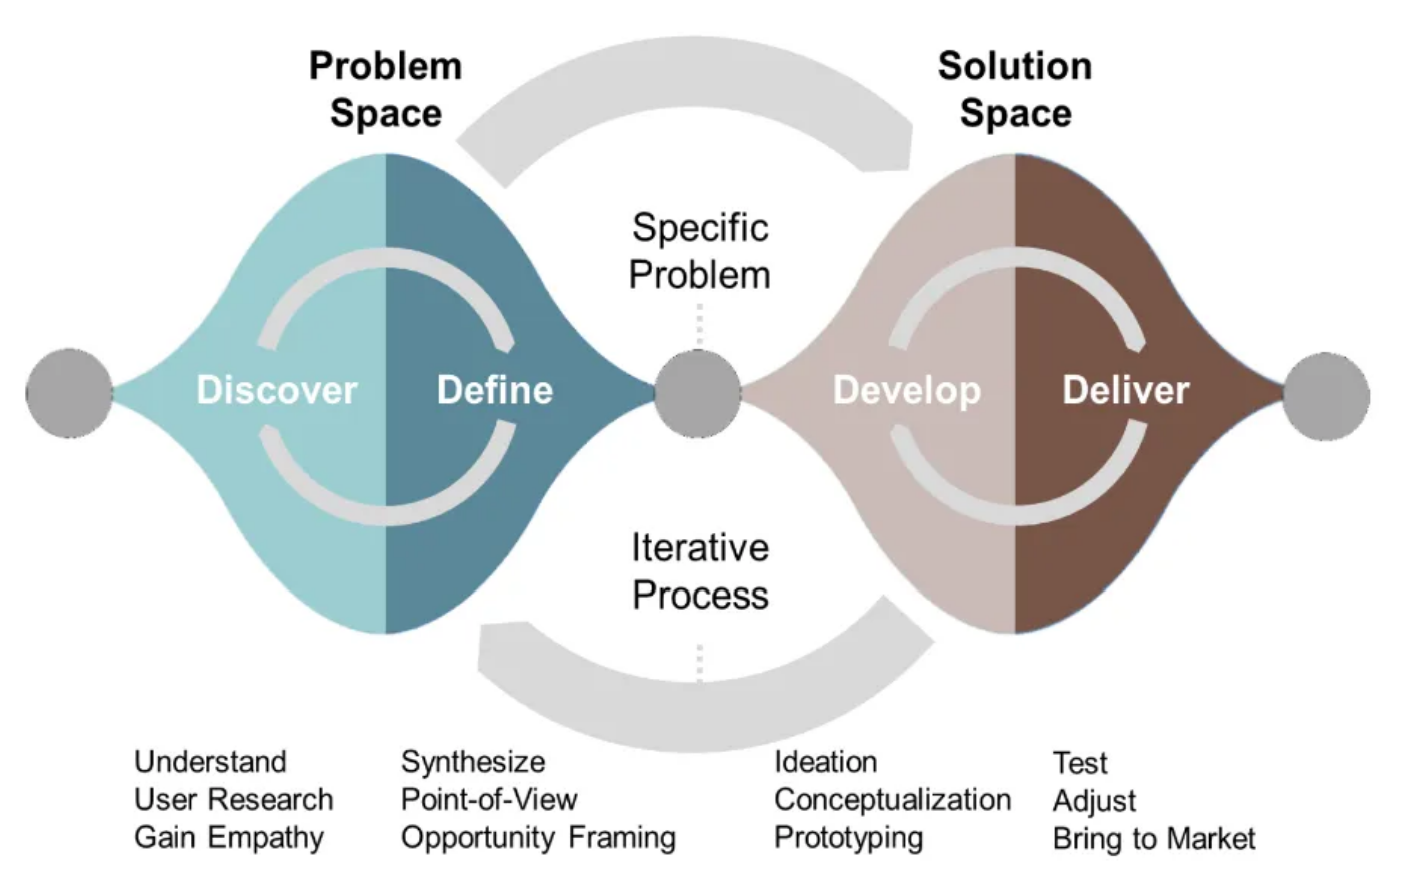 Problem
Space
Solution
Space
Specific
Problem
Discover
Define
Develop
Deliver
Iterative
Process
Understand
User Research
Gain Empathy
Synthesize
Point-of-View
Opportunity Framing
Ideation
Conceptualization
Prototyping
Test
Adjust
Bring to Market